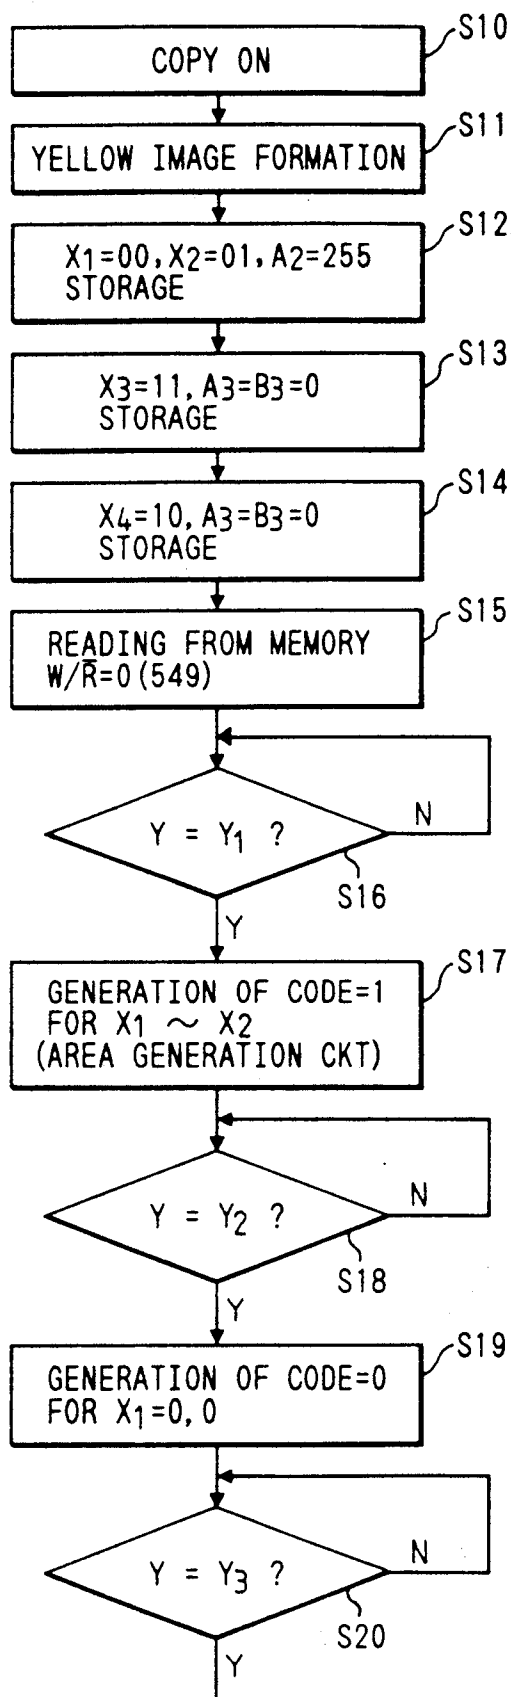 S10
COPY ON
S11
YELLOW IMAGE FORMATION
S12
X1=00, X2=01, A2=255
STORAGE
S13
X3=11, A3=B3=0
STORAGE
S14
X4=10, A3=B3=0
STORAGE
S15
READING FROM MEMORY
W/R̅=0(549)
Y = Y1 ?
N
S16
Y
S17
GENERATION OF CODE=1
FOR X1 ~ X2
(AREA GENERATION CKT)
Y = Y2 ?
N
S18
Y
S19
GENERATION OF CODE=0
FOR X1=0,0
Y = Y3 ?
N
S20
Y